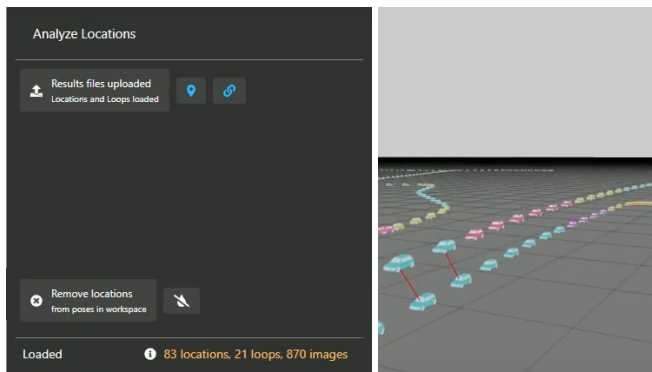 Analyze Locations
Results files uploaded
Locations and Loops loaded
Remove locations
from poses in workspace
Loaded
83 locations, 21 loops, 870 images